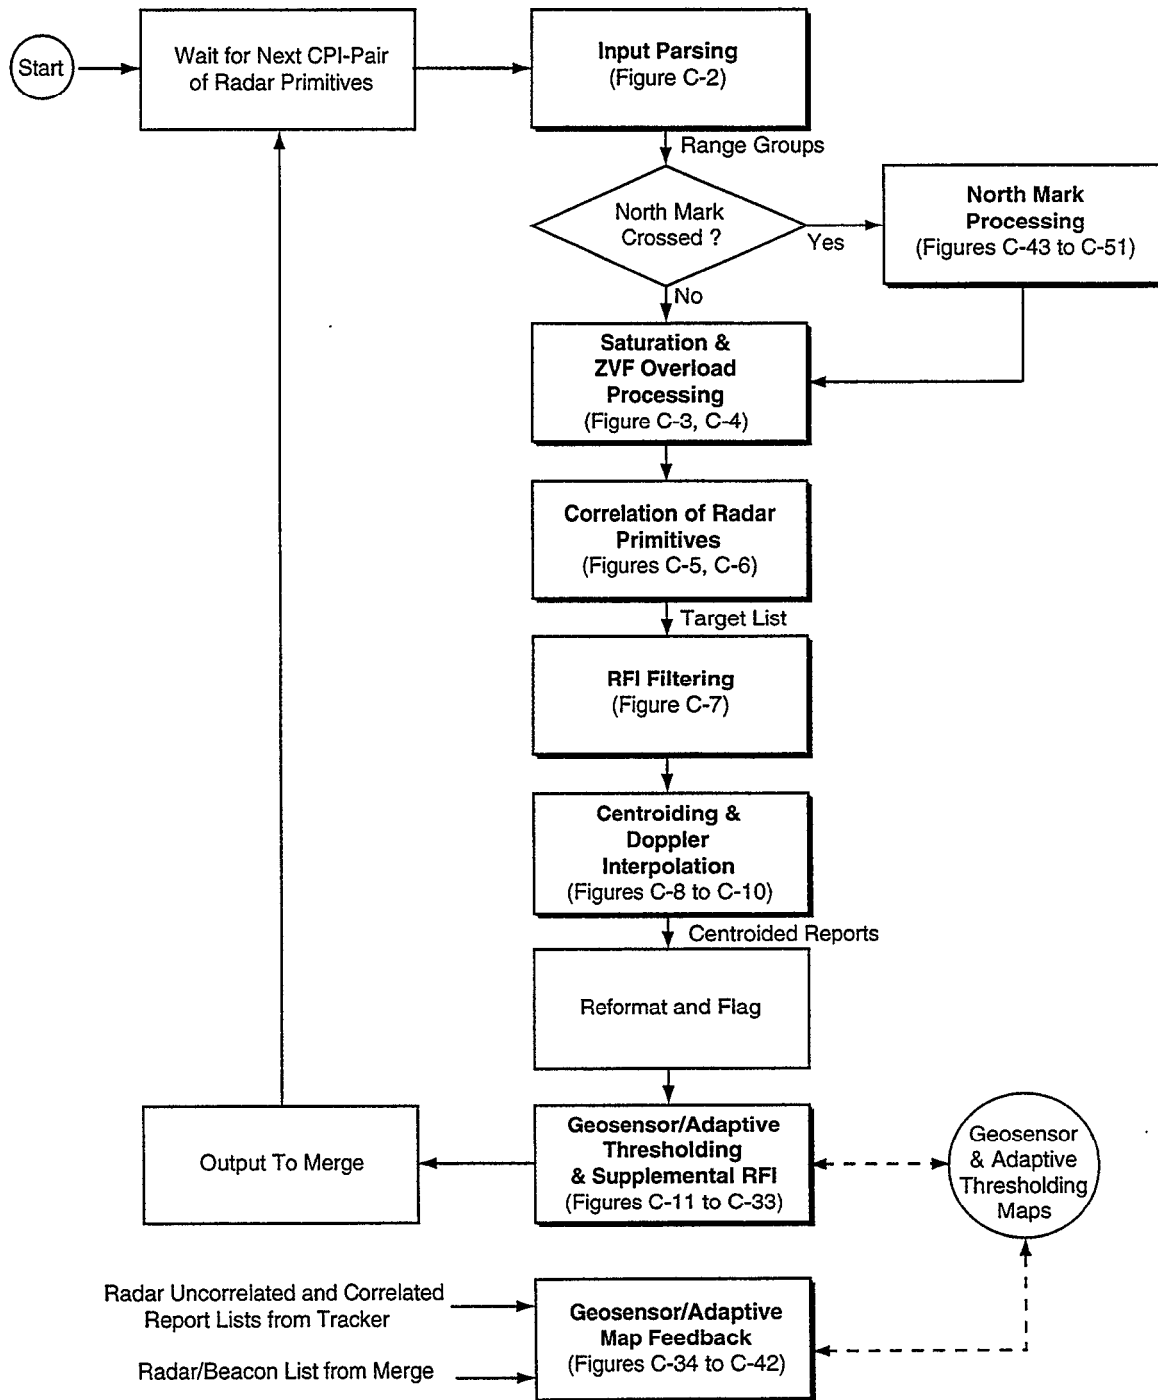 Start
Wait for Next CPI-Pair
of Radar Primitives
Input Parsing
(Figure C-2)
Range Groups
North Mark
Crossed ?
Yes
North Mark
Processing
(Figures C-43 to C-51)
No
Saturation &
ZVF Overload
Processing
(Figure C-3, C-4)
Correlation of Radar
Primitives
(Figures C-5, C-6)
Target List
RFI Filtering
(Figure C-7)
Centroiding &
Doppler
Interpolation
(Figures C-8 to C-10)
Centroided Reports
Reformat and Flag
Geosensor/Adaptive
Thresholding
& Supplemental RFI
(Figures C-11 to C-33)
Output To Merge
Geosensor
& Adaptive
Thresholding
Maps
Radar Uncorrelated and Correlated
Report Lists from Tracker
Radar/Beacon List from Merge
Geosensor/Adaptive
Map Feedback
(Figures C-34 to C-42)